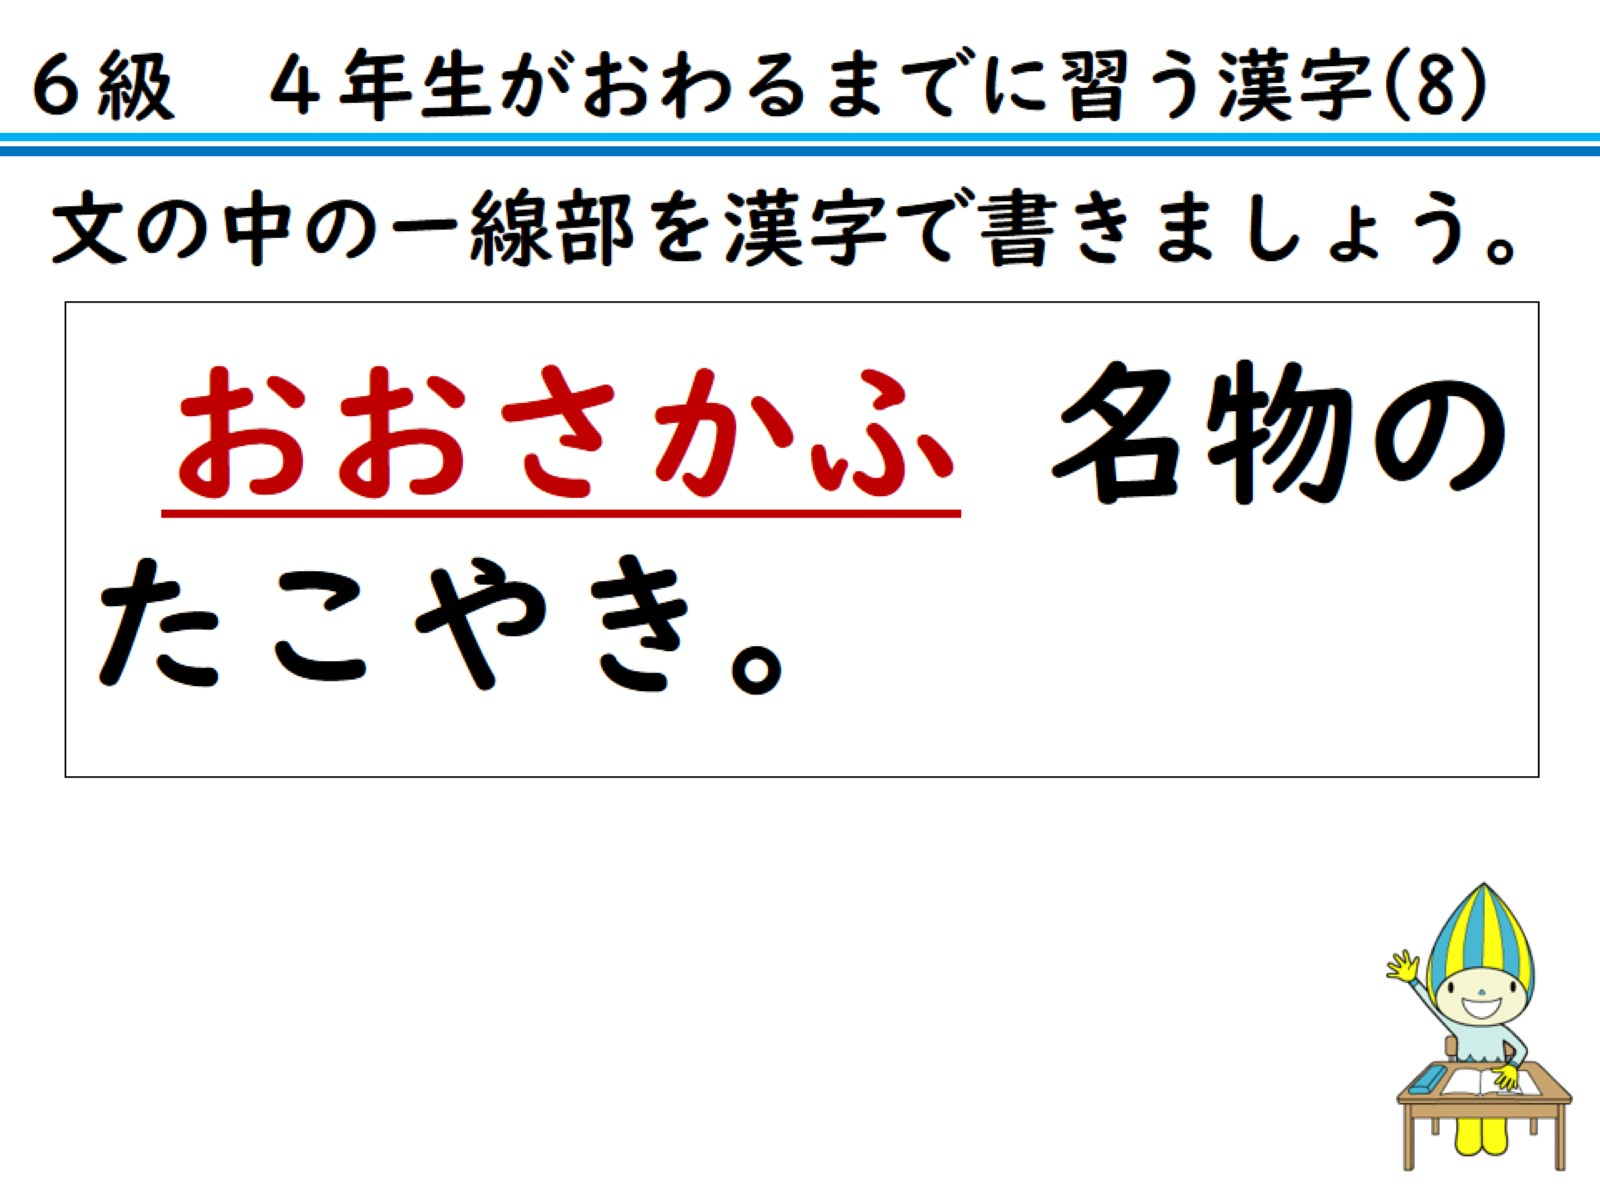 ６級　４年生がおわるまでに習う漢字(8)
文の中の一線部を漢字で書きましょう。
おおさかふ 名物の
たこやき。